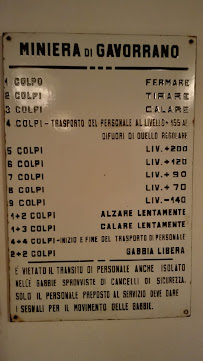 MINIERA DI GAVORRANO
1 COLPO FERMARE
2 COLPI TIRARE
3 COLPI CALARE
4 COLPI-TRASPORTO DEL PERSONALE AL LIVELLO +155 AL
DIFUORI DI QUELLO REGOLARE
5 COLPI LIV.+200
6 COLPI LIV.+120
7 COLPI LIV.+90
8 COLPI LIV.+70
9 COLPI LIV.-140
1+2 COLPI ALZARE LENTAMENTE
1+3 COLPI CALARE LENTAMENTE
4+4 COLPI-INIZIO E FINE DEL TRASPORTO DI PERSONALE
2+2 COLPI GABBIA LIBERA
E' VIETATO IL TRANSITO DI PERSONALE ANCHE ISOLATO
NELLE GABBIE SPROVVISTE DI CANCELLI DI SICUREZZA.
SOLO IL PERSONALE PREPOSTO AL SERVIZIO DEVE DARE
I SEGNALI PER IL MOVIMENTO DELLE GABBIE.